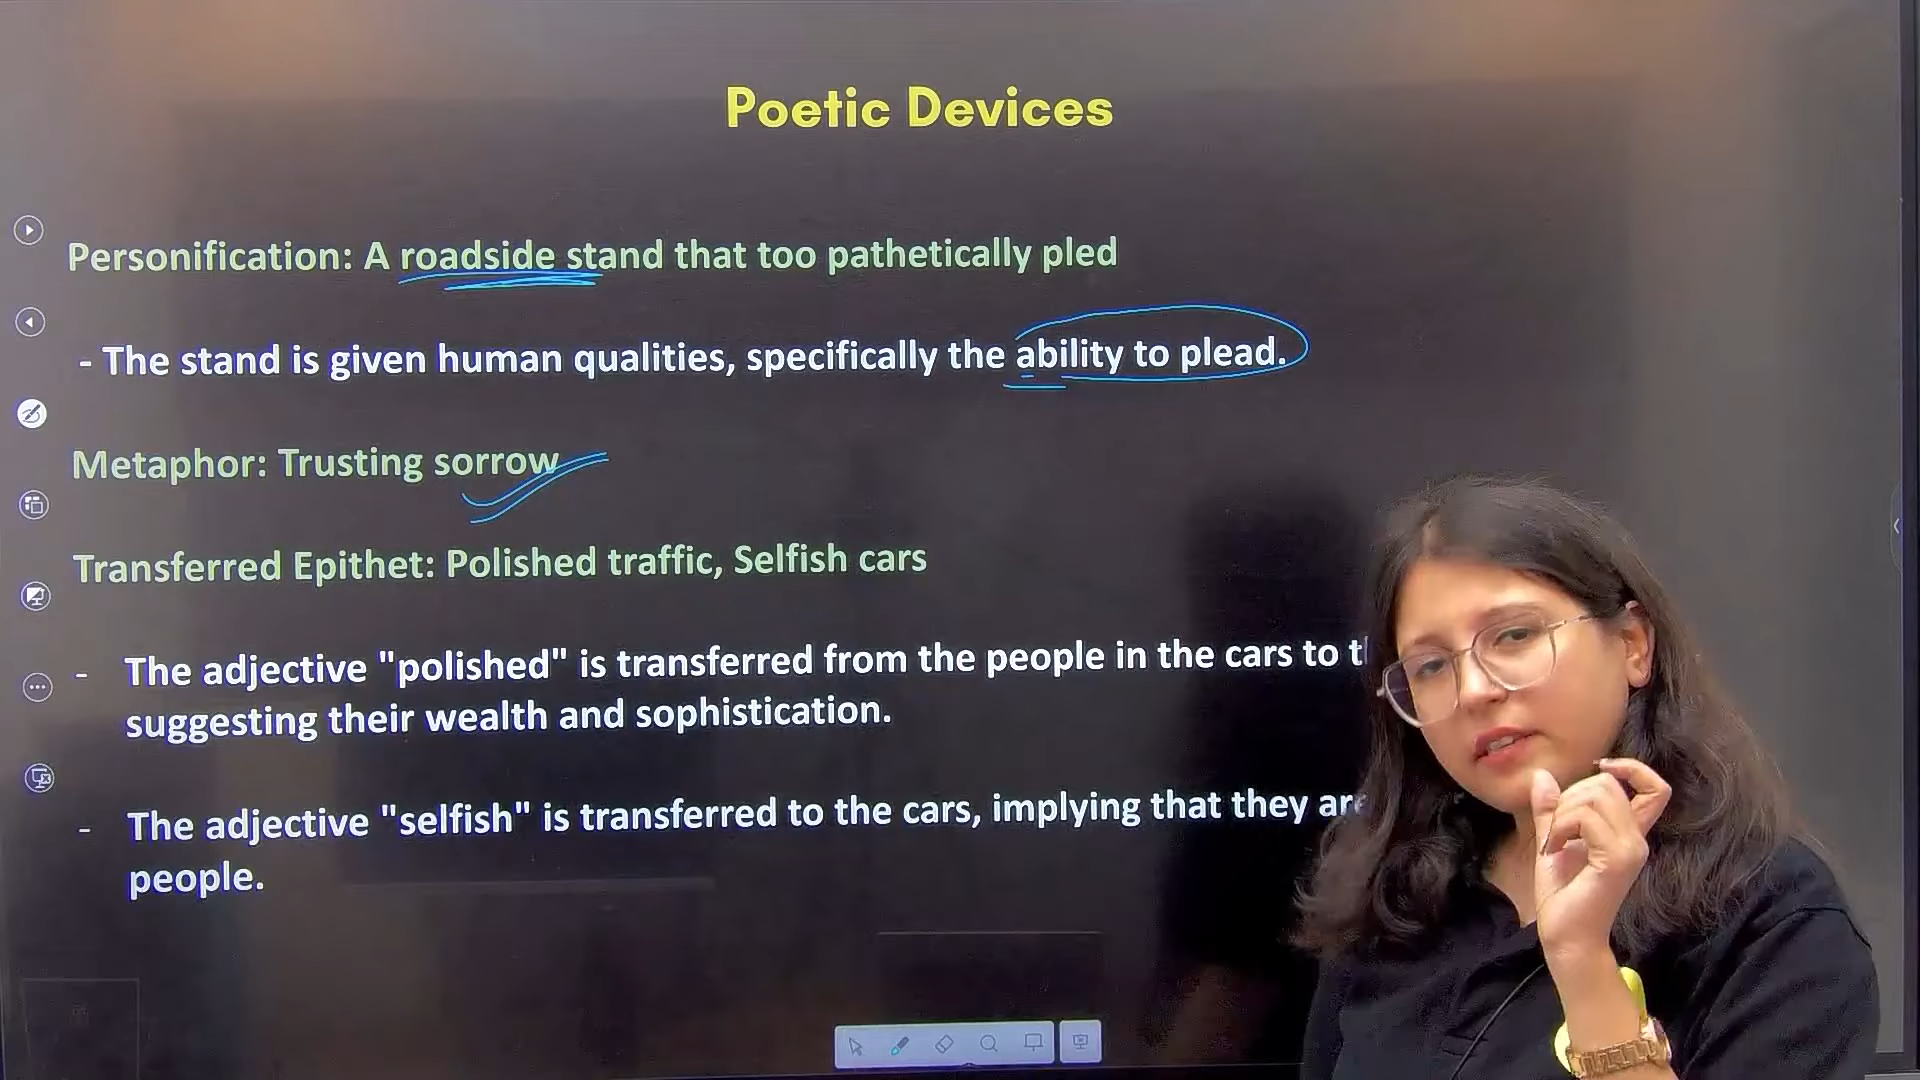 Poetic Devices
Personification: A roadside stand that too pathetically pled
- The stand is given human qualities, specifically the ability to plead.
Metaphor: Trusting sorrow
Transferred Epithet: Polished traffic, Selfish cars
- The adjective "polished" is transferred from the people in the cars to
suggesting their wealth and sophistication.
- The adjective "selfish" is transferred to the cars, implying that they
people.